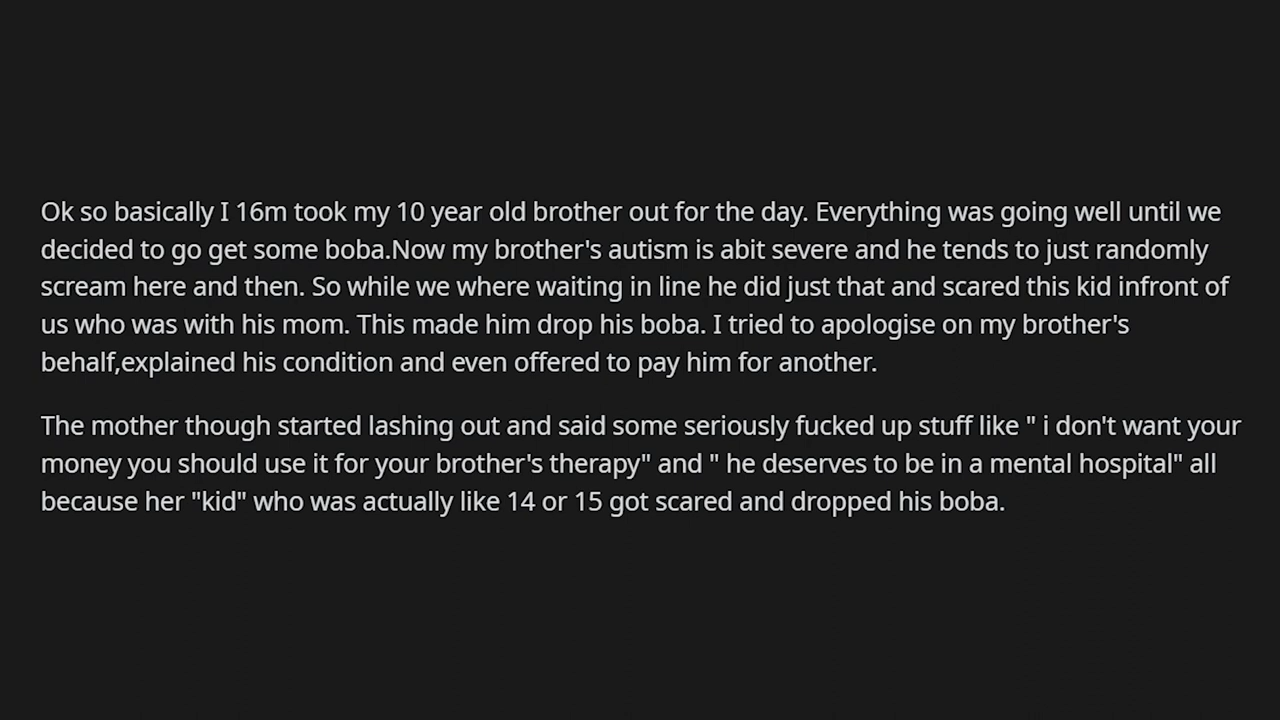 Ok so basically I 16m took my 10 year old brother out for the day. Everything was going well until we
decided to go get some boba.Now my brother's autism is abit severe and he tends to just randomly
scream here and then. So while we where waiting in line he did just that and scared this kid infront of
us who was with his mom. This made him drop his boba. I tried to apologise on my brother's
behalf,explained his condition and even offered to pay him for another.
The mother though started lashing out and said some seriously fucked up stuff like " i don't want your
money you should use it for your brother's therapy" and " he deserves to be in a mental hospital" all
because her "kid" who was actually like 14 or 15 got scared and dropped his boba.